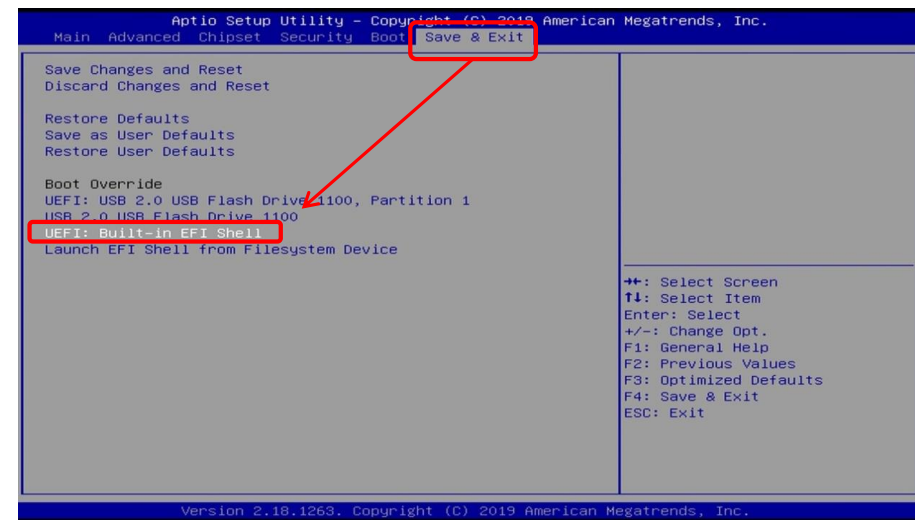 Aptio Setup Utility – Copyright (C) 2019 American Megatrends, Inc.
Main Advanced Chipset Security Boot Save & Exit
Save Changes and Reset
Discard Changes and Reset
Restore Defaults
Save as User Defaults
Restore User Defaults
Boot Override
UEFI: USB 2.0 USB Flash Drive 1100, Partition 1
USB 2.0 USB Flash Drive 1100
UEFI: Built-in EFI Shell
Launch EFI Shell from Filesystem Device
→←: Select Screen
↑↓: Select Item
Enter: Select
+/-: Change Opt.
F1: General Help
F2: Previous Values
F3: Optimized Defaults
F4: Save & Exit
ESC: Exit
Version 2.18.1263. Copyright (C) 2019 American Megatrends, Inc.